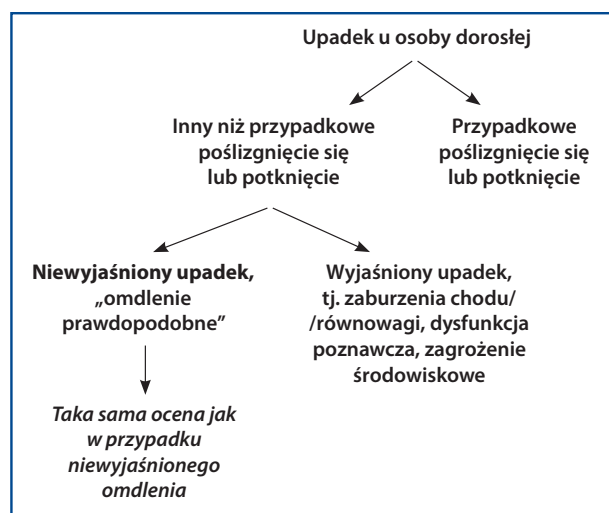 Upadek u osoby dorosłej
Inny niż przypadkowe
poślizgnięcie się
lub potknięcie
Przypadkowe
poślizgnięcie się
lub potknięcie
Niewyjaśniony upadek,
„omdlenie
prawdopodobne”
Wyjaśniony upadek,
tj. zaburzenia chodu/
/równowagi, dysfunkcja
poznawcza, zagrożenie
środowiskowe
Taka sama ocena jak
w przypadku
niewyjaśnionego
omdlenia